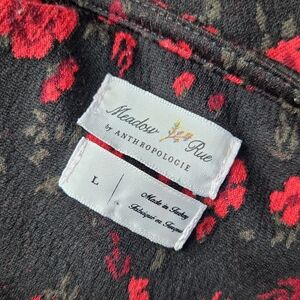 Meadow Rue
by ANTHROPOLOGIE
L
Made in Turkey
Fabriqué en Turquie